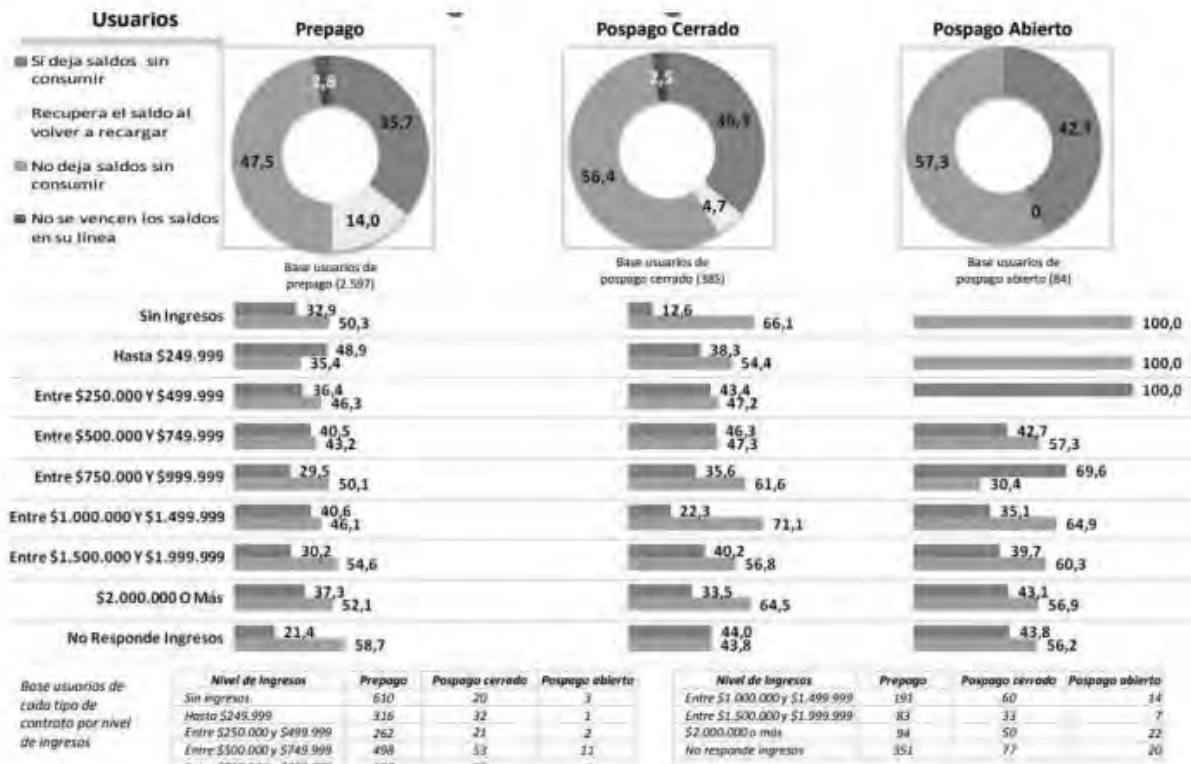 Usuarios
Sí deja saldos sin
consumir
Recupera el saldo al
volver a recargar
No deja saldos sin
consumir
No se vencen los saldos
en su línea
Prepago
2,8
35,7
47,5
14,0
Base usuarios de
prepago (2.597)
Pospago Cerrado
2,5
56,4
4,7
Base usuarios de
pospago cerrado (385)
Pospago Abierto
57,3
0
Base usuarios de
pospago abierto (84)
Sin Ingresos 32,9 12,6
50,3 66,1 100,0
Hasta $249.999 48,9 38,3
35,4 54,4 100,0
Entre $250.000 Y $499.999 36,4 43,4 100,0
46,3 47,2
Entre $500.000 Y $749.999 40,5 46,3 42,7
43,2 47,3 57,3
Entre $750.000 Y $999.999 29,5 35,6 69,6
50,1 61,6 30,4
Entre $1.000.000 Y $1.499.999 40,6 22,3 35,1
46,1 71,1 64,9
Entre $1.500.000 Y $1.999.999 30,2 40,2 39,7
54,6 56,8 60,3
$2.000.000 O Más 37,3 33,5 43,1
52,1 64,5 56,9
No Responde Ingresos 21,4 44,0 43,8
58,7 43,8 56,2
Base usuarios de
cada tipo de
contrato por nivel
de ingresos
Nivel de Ingresos Prepago Pospago cerrado Pospago abierto
Sin ingresos 610 20 3
Hasta $249.999 316 32 1
Entre $250.000 y $499.999 262 21 2
Entre $500.000 y $749.999 498 53 11
Nivel de Ingresos Prepago Pospago cerrado Pospago abierto
Entre $1.000.000 y $1.499.999 191 60 14
Entre $1.500.000 y $1.999.999 83 33 7
$2.000.000 o más 94 50 22
No responde ingresos 351 77 20